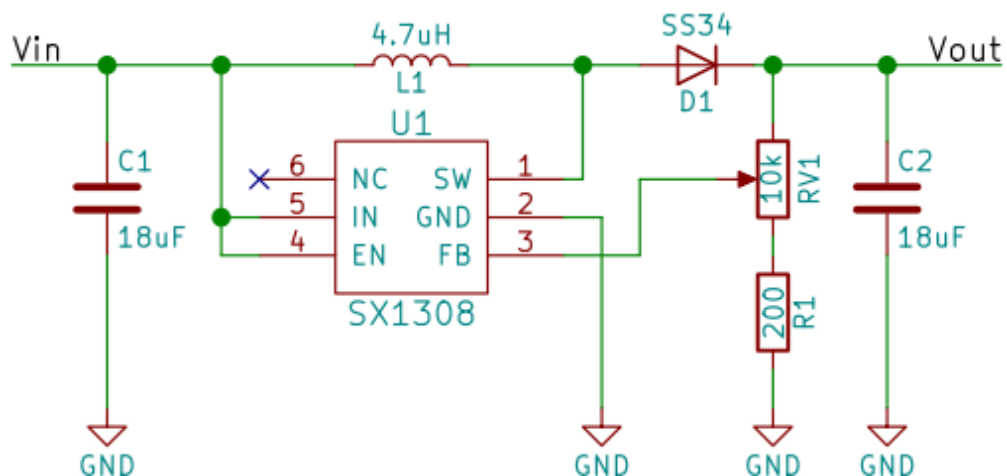 Vin
4.7uH
L1
SS34
D1
Vout
U1
C1
18uF
6 NC SW 1
5 IN GND 2
4 EN FB 3
SX1308
10k
RV1
200
R1
C2
18uF
GND
GND
GND
GND